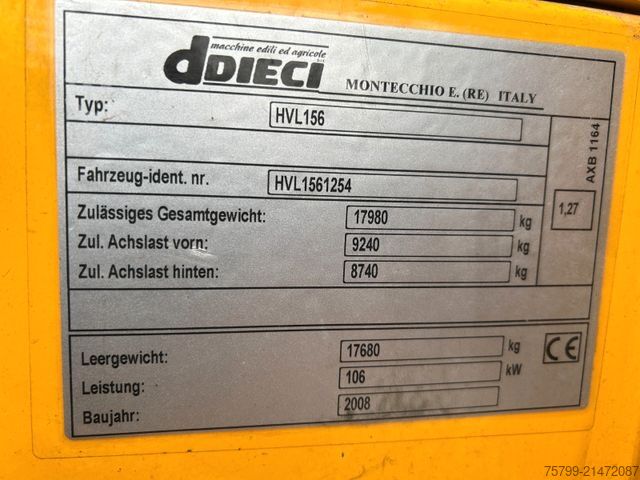 macchine edili ed agricole
dDIECI
MONTECCHIO E. (RE) ITALY
Typ: HVL156
Fahrzeug-ident. nr. HVL1561254
Zulässiges Gesamtgewicht: 17980 kg
Zul. Achslast vorn: 9240 kg
Zul. Achslast hinten: 8740 kg
1,27
AXB 1164
Leergewicht: 17680 kg
Leistung: 106 kW
Baujahr: 2008
CE
75799-21472087